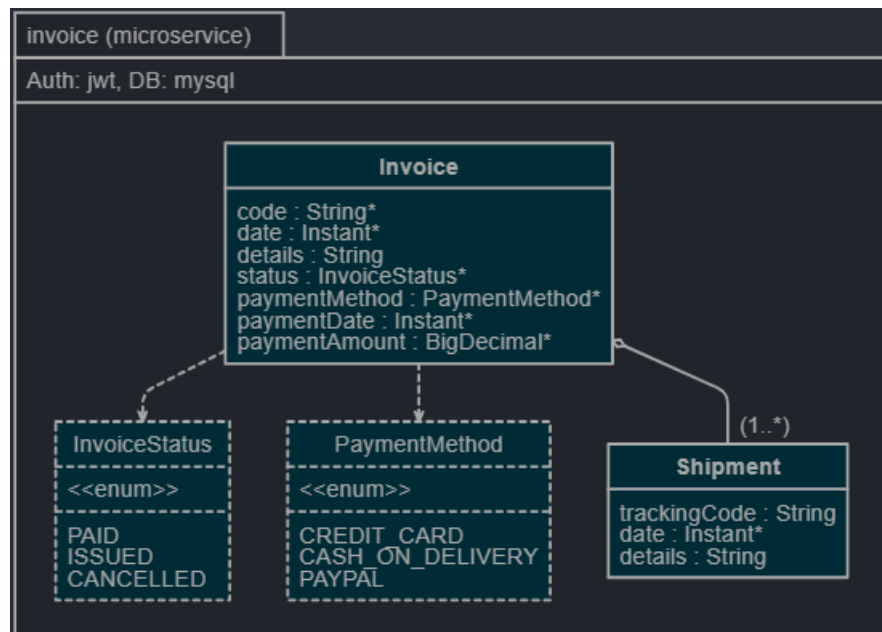 invoice (microservice)
Auth: jwt, DB: mysql
Invoice
code : String*
date : Instant*
details : String
status : InvoiceStatus*
paymentMethod : PaymentMethod*
paymentDate : Instant*
paymentAmount : BigDecimal*
(1..*)
InvoiceStatus
<<enum>>
PAID
ISSUED
CANCELLED
PaymentMethod
<<enum>>
CREDIT_CARD
CASH_ON_DELIVERY
PAYPAL
Shipment
trackingCode : String
date : Instant*
details : String